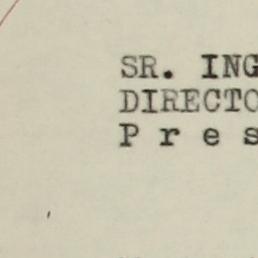 SR. ING
DIRECTO
P r e s